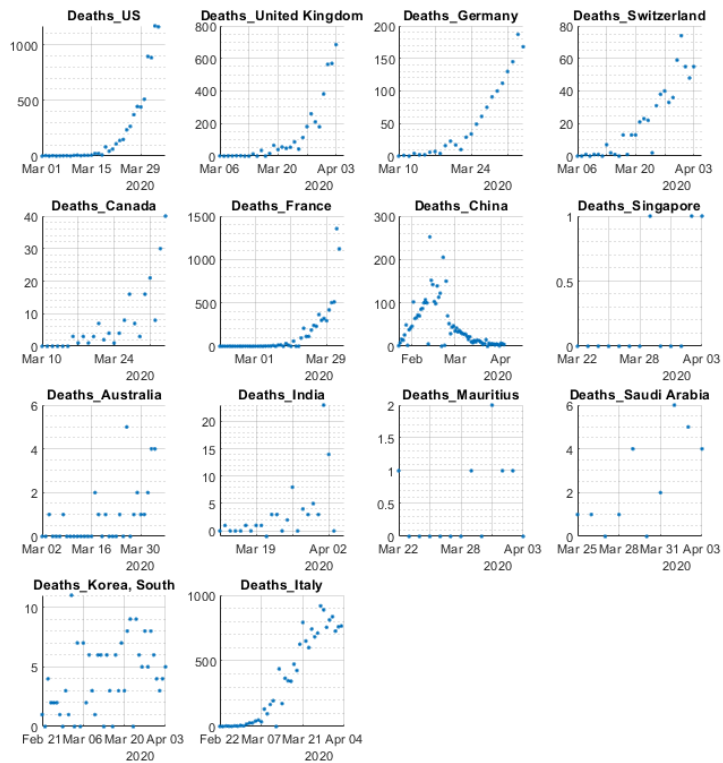 Deaths_US
1000
500
0
Mar 01 Mar 15 Mar 29
2020
Deaths_United Kingdom
800
600
400
200
0
Mar 06 Mar 20 Apr 03
2020
Deaths_Germany
200
150
100
50
0
Mar 10 Mar 24
2020
Deaths_Switzerland
80
60
40
20
0
Mar 06 Mar 20 Apr 03
2020
Deaths_Canada
40
30
20
10
0
Mar 10 Mar 24
2020
Deaths_France
1500
1000
500
0
Mar 01 Mar 29
2020
Deaths_China
300
200
100
0
Feb Mar Apr
2020
Deaths_Singapore
1
0.5
0
Mar 22 Mar 28 Apr 03
2020
Deaths_Australia
6
4
2
0
Mar 02 Mar 16 Mar 30
2020
Deaths_India
20
15
10
5
0
Mar 19 Apr 02
2020
Deaths_Mauritius
2
1.5
1
0.5
0
Mar 22 Mar 28 Apr 03
2020
Deaths_Saudi Arabia
6
4
2
0
Mar 25 Mar 28 Mar 31 Apr 03
2020
Deaths_Korea, South
10
5
0
Feb 21 Mar 06 Mar 20 Apr 03
2020
Deaths_Italy
1000
500
0
Feb 22 Mar 07 Mar 21 Apr 04
2020